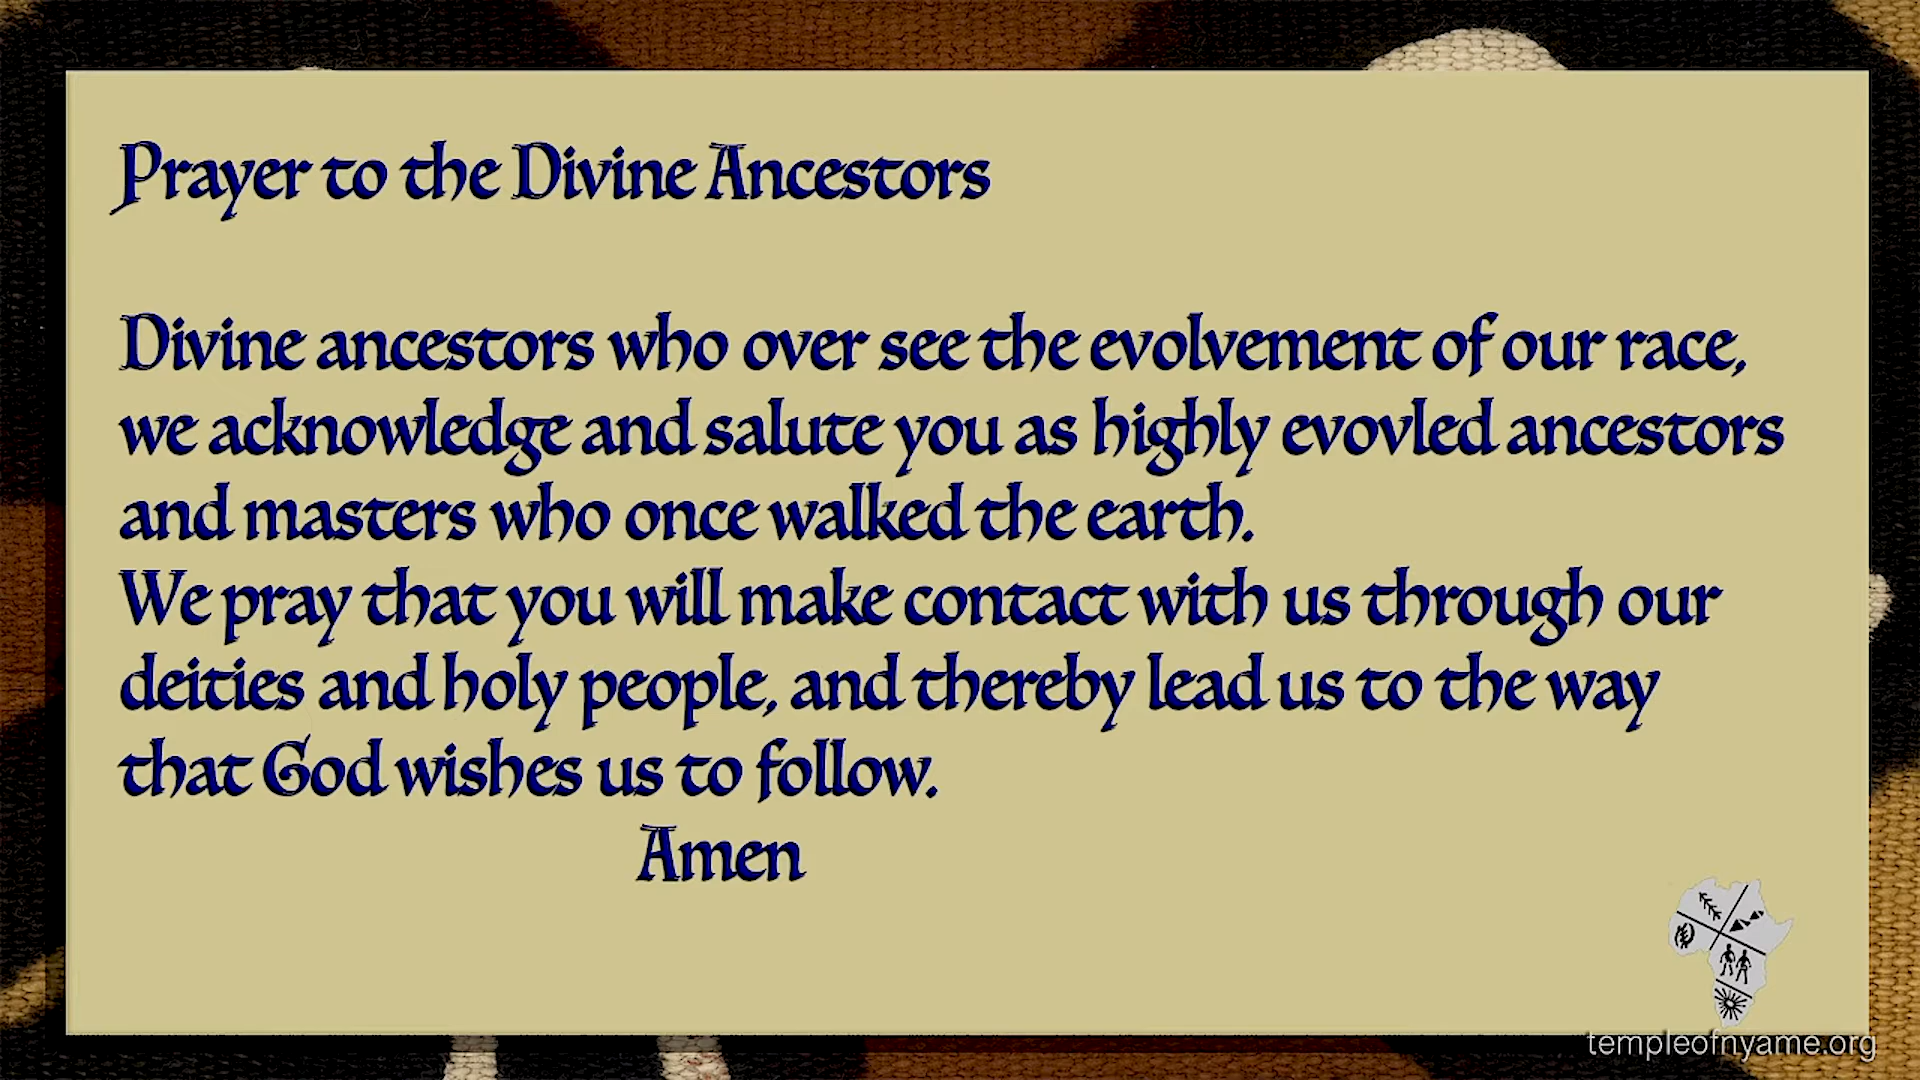 Prayer to the Divine Ancestors
Divine ancestors who over see the evolvement of our race,
we acknowledge and salute you as highly evovled ancestors
and masters who once walked the earth.
We pray that you will make contact with us through our
deities and holy people, and thereby lead us to the way
that God wishes us to follow.
Amen
templeofnyame.org